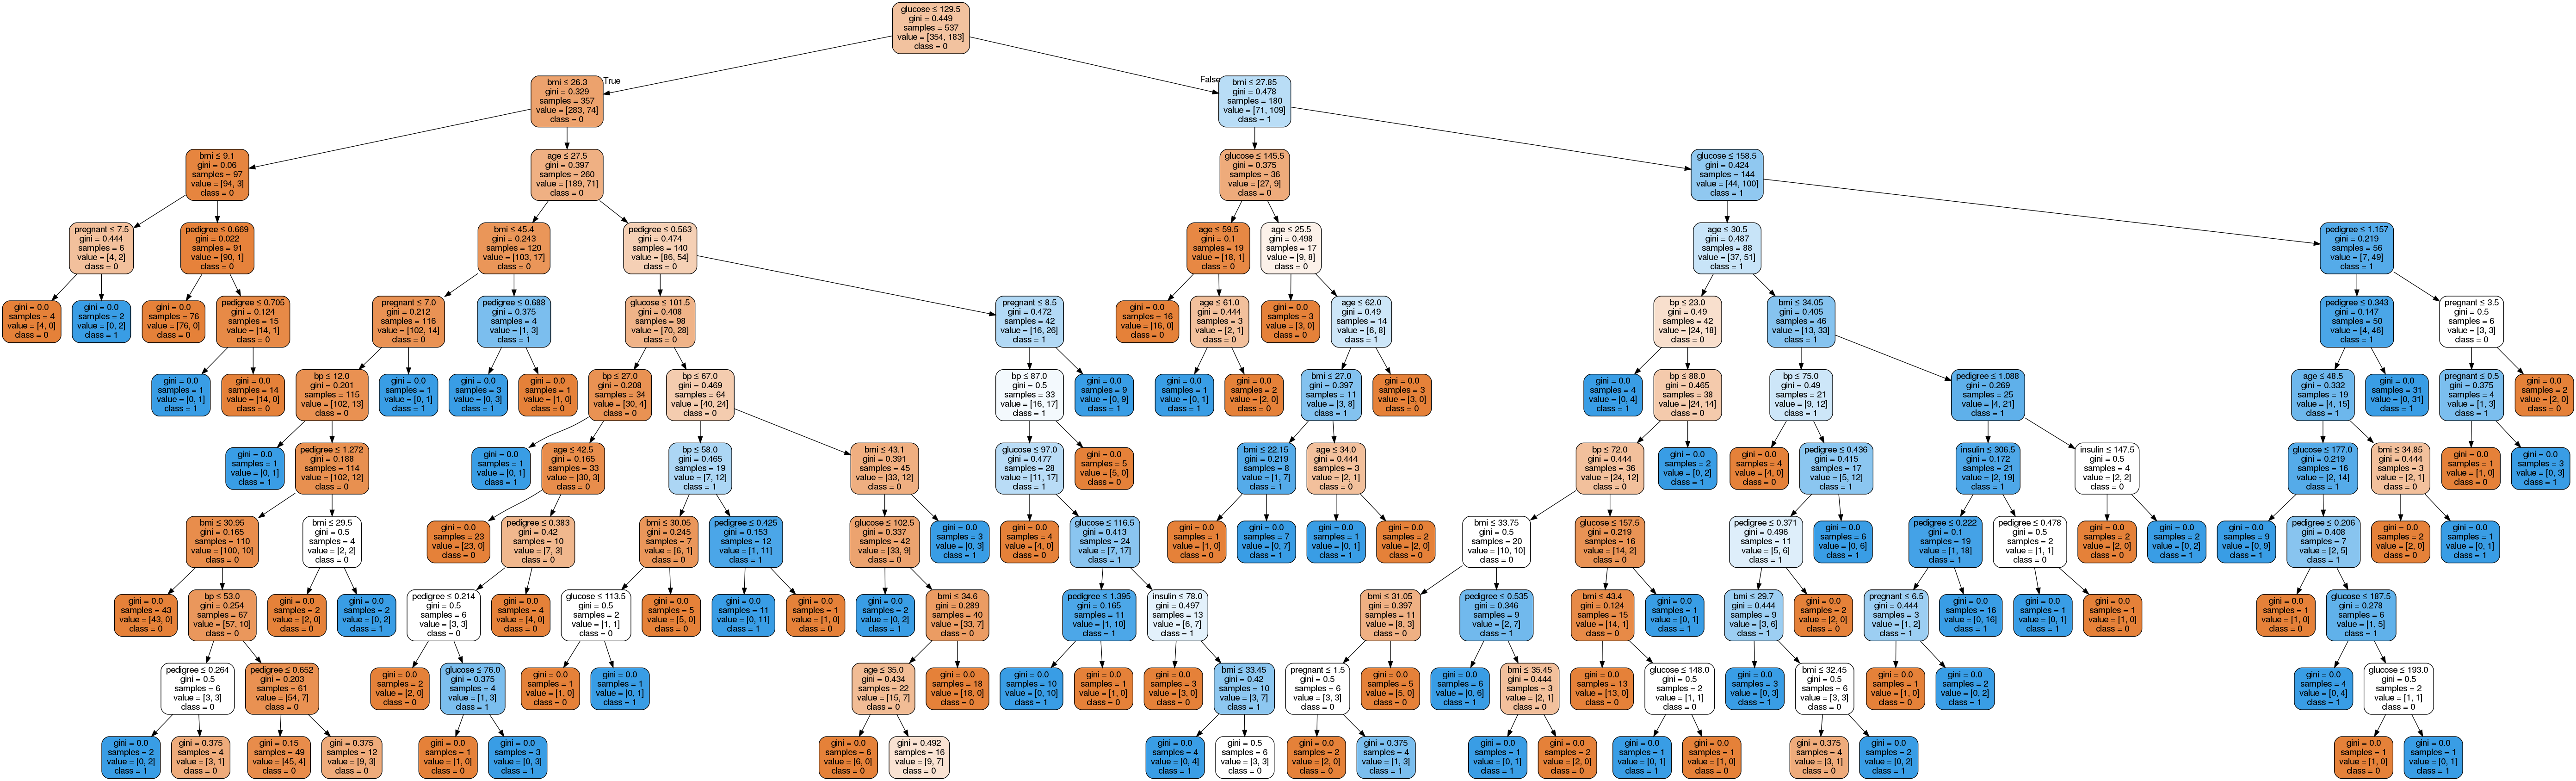 glucose ≤ 129.5
gini = 0.449
samples = 537
value = [354, 183]
class = 0
True
False
bmi ≤ 26.3
gini = 0.329
samples = 357
value = [283, 74]
class = 0
bmi ≤ 27.85
gini = 0.478
samples = 180
value = [71, 109]
class = 1
bmi ≤ 9.1
gini = 0.06
samples = 97
value = [94, 3]
class = 0
age ≤ 27.5
gini = 0.397
samples = 260
value = [189, 71]
class = 0
glucose ≤ 145.5
gini = 0.375
samples = 36
value = [27, 9]
class = 0
glucose ≤ 158.5
gini = 0.424
samples = 144
value = [44, 100]
class = 1
pregnant ≤ 7.5
gini = 0.444
samples = 6
value = [4, 2]
class = 0
pedigree ≤ 0.669
gini = 0.022
samples = 91
value = [90, 1]
class = 0
bmi ≤ 45.4
gini = 0.243
samples = 120
value = [103, 17]
class = 0
pedigree ≤ 0.563
gini = 0.474
samples = 140
value = [86, 54]
class = 0
age ≤ 59.5
gini = 0.1
samples = 19
value = [18, 1]
class = 0
age ≤ 25.5
gini = 0.498
samples = 17
value = [9, 8]
class = 0
age ≤ 30.5
gini = 0.487
samples = 88
value = [37, 51]
class = 1
pedigree ≤ 1.157
gini = 0.219
samples = 56
value = [7, 49]
class = 1
gini = 0.0
samples = 4
value = [4, 0]
class = 0
gini = 0.0
samples = 2
value = [0, 2]
class = 1
gini = 0.0
samples = 76
value = [76, 0]
class = 0
pedigree ≤ 0.705
gini = 0.124
samples = 15
value = [14, 1]
class = 0
pregnant ≤ 7.0
gini = 0.212
samples = 116
value = [102, 14]
class = 0
pedigree ≤ 0.688
gini = 0.375
samples = 4
value = [1, 3]
class = 1
glucose ≤ 101.5
gini = 0.408
samples = 98
value = [70, 28]
class = 0
pregnant ≤ 8.5
gini = 0.472
samples = 42
value = [16, 26]
class = 1
gini = 0.0
samples = 16
value = [16, 0]
class = 0
age ≤ 61.0
gini = 0.444
samples = 3
value = [2, 1]
class = 0
gini = 0.0
samples = 3
value = [3, 0]
class = 0
age ≤ 62.0
gini = 0.49
samples = 14
value = [6, 8]
class = 1
bp ≤ 23.0
gini = 0.49
samples = 42
value = [24, 18]
class = 0
bmi ≤ 34.05
gini = 0.405
samples = 46
value = [13, 33]
class = 1
pedigree ≤ 0.343
gini = 0.147
samples = 50
value = [4, 46]
class = 1
pregnant ≤ 3.5
gini = 0.5
samples = 6
value = [3, 3]
class = 0
gini = 0.0
samples = 1
value = [0, 1]
class = 1
gini = 0.0
samples = 14
value = [14, 0]
class = 0
bp ≤ 12.0
gini = 0.201
samples = 115
value = [102, 13]
class = 0
gini = 0.0
samples = 1
value = [0, 1]
class = 1
gini = 0.0
samples = 3
value = [0, 3]
class = 1
gini = 0.0
samples = 1
value = [1, 0]
class = 0
bp ≤ 27.0
gini = 0.208
samples = 34
value = [30, 4]
class = 0
bp ≤ 67.0
gini = 0.469
samples = 64
value = [40, 24]
class = 0
bp ≤ 87.0
gini = 0.5
samples = 33
value = [16, 17]
class = 1
gini = 0.0
samples = 9
value = [0, 9]
class = 1
gini = 0.0
samples = 1
value = [0, 1]
class = 1
gini = 0.0
samples = 2
value = [2, 0]
class = 0
bmi ≤ 27.0
gini = 0.397
samples = 11
value = [3, 8]
class = 1
gini = 0.0
samples = 3
value = [3, 0]
class = 0
gini = 0.0
samples = 4
value = [0, 4]
class = 1
bp ≤ 88.0
gini = 0.465
samples = 38
value = [24, 14]
class = 0
bp ≤ 75.0
gini = 0.49
samples = 21
value = [9, 12]
class = 1
pedigree ≤ 1.088
gini = 0.269
samples = 25
value = [4, 21]
class = 1
age ≤ 48.5
gini = 0.332
samples = 19
value = [4, 15]
class = 1
gini = 0.0
samples = 31
value = [0, 31]
class = 1
pregnant ≤ 0.5
gini = 0.375
samples = 4
value = [1, 3]
class = 1
gini = 0.0
samples = 2
value = [2, 0]
class = 0
gini = 0.0
samples = 1
value = [0, 1]
class = 1
pedigree ≤ 1.272
gini = 0.188
samples = 114
value = [102, 12]
class = 0
gini = 0.0
samples = 1
value = [0, 1]
class = 1
age ≤ 42.5
gini = 0.165
samples = 33
value = [30, 3]
class = 0
bp ≤ 58.0
gini = 0.465
samples = 19
value = [7, 12]
class = 1
bmi ≤ 43.1
gini = 0.391
samples = 45
value = [33, 12]
class = 0
glucose ≤ 97.0
gini = 0.477
samples = 28
value = [11, 17]
class = 1
gini = 0.0
samples = 5
value = [5, 0]
class = 0
bmi ≤ 22.15
gini = 0.219
samples = 8
value = [1, 7]
class = 1
age ≤ 34.0
gini = 0.444
samples = 3
value = [2, 1]
class = 0
bp ≤ 72.0
gini = 0.444
samples = 36
value = [24, 12]
class = 0
gini = 0.0
samples = 2
value = [0, 2]
class = 1
gini = 0.0
samples = 4
value = [4, 0]
class = 0
pedigree ≤ 0.436
gini = 0.415
samples = 17
value = [5, 12]
class = 1
insulin ≤ 306.5
gini = 0.172
samples = 21
value = [2, 19]
class = 1
insulin ≤ 147.5
gini = 0.5
samples = 4
value = [2, 2]
class = 0
glucose ≤ 177.0
gini = 0.219
samples = 16
value = [2, 14]
class = 1
bmi ≤ 34.85
gini = 0.444
samples = 3
value = [2, 1]
class = 0
gini = 0.0
samples = 1
value = [1, 0]
class = 0
gini = 0.0
samples = 3
value = [0, 3]
class = 1
bmi ≤ 30.95
gini = 0.165
samples = 110
value = [100, 10]
class = 0
bmi ≤ 29.5
gini = 0.5
samples = 4
value = [2, 2]
class = 0
gini = 0.0
samples = 23
value = [23, 0]
class = 0
pedigree ≤ 0.383
gini = 0.42
samples = 10
value = [7, 3]
class = 0
bmi ≤ 30.05
gini = 0.245
samples = 7
value = [6, 1]
class = 0
pedigree ≤ 0.425
gini = 0.153
samples = 12
value = [1, 11]
class = 1
glucose ≤ 102.5
gini = 0.337
samples = 42
value = [33, 9]
class = 0
gini = 0.0
samples = 3
value = [0, 3]
class = 1
gini = 0.0
samples = 4
value = [4, 0]
class = 0
glucose ≤ 116.5
gini = 0.413
samples = 24
value = [7, 17]
class = 1
gini = 0.0
samples = 1
value = [1, 0]
class = 0
gini = 0.0
samples = 7
value = [0, 7]
class = 1
gini = 0.0
samples = 1
value = [0, 1]
class = 1
gini = 0.0
samples = 2
value = [2, 0]
class = 0
bmi ≤ 33.75
gini = 0.5
samples = 20
value = [10, 10]
class = 0
glucose ≤ 157.5
gini = 0.219
samples = 16
value = [14, 2]
class = 0
pedigree ≤ 0.371
gini = 0.496
samples = 11
value = [5, 6]
class = 1
gini = 0.0
samples = 6
value = [0, 6]
class = 1
pedigree ≤ 0.222
gini = 0.1
samples = 19
value = [1, 18]
class = 1
pedigree ≤ 0.478
gini = 0.5
samples = 2
value = [1, 1]
class = 0
gini = 0.0
samples = 2
value = [2, 0]
class = 0
gini = 0.0
samples = 2
value = [0, 2]
class = 1
gini = 0.0
samples = 9
value = [0, 9]
class = 1
pedigree ≤ 0.206
gini = 0.408
samples = 7
value = [2, 5]
class = 1
gini = 0.0
samples = 2
value = [2, 0]
class = 0
gini = 0.0
samples = 1
value = [0, 1]
class = 1
gini = 0.0
samples = 43
value = [43, 0]
class = 0
bp ≤ 53.0
gini = 0.254
samples = 67
value = [57, 10]
class = 0
gini = 0.0
samples = 2
value = [2, 0]
class = 0
gini = 0.0
samples = 2
value = [0, 2]
class = 1
pedigree ≤ 0.214
gini = 0.5
samples = 6
value = [3, 3]
class = 0
gini = 0.0
samples = 4
value = [4, 0]
class = 0
glucose ≤ 113.5
gini = 0.5
samples = 2
value = [1, 1]
class = 0
gini = 0.0
samples = 5
value = [5, 0]
class = 0
gini = 0.0
samples = 11
value = [0, 11]
class = 1
gini = 0.0
samples = 1
value = [1, 0]
class = 0
gini = 0.0
samples = 2
value = [0, 2]
class = 1
bmi ≤ 34.6
gini = 0.289
samples = 40
value = [33, 7]
class = 0
pedigree ≤ 1.395
gini = 0.165
samples = 11
value = [1, 10]
class = 1
insulin ≤ 78.0
gini = 0.497
samples = 13
value = [6, 7]
class = 1
bmi ≤ 31.05
gini = 0.397
samples = 11
value = [8, 3]
class = 0
pedigree ≤ 0.535
gini = 0.346
samples = 9
value = [2, 7]
class = 1
bmi ≤ 43.4
gini = 0.124
samples = 15
value = [14, 1]
class = 0
gini = 0.0
samples = 1
value = [0, 1]
class = 1
bmi ≤ 29.7
gini = 0.444
samples = 9
value = [3, 6]
class = 1
gini = 0.0
samples = 2
value = [2, 0]
class = 0
pregnant ≤ 6.5
gini = 0.444
samples = 3
value = [1, 2]
class = 1
gini = 0.0
samples = 16
value = [0, 16]
class = 1
gini = 0.0
samples = 1
value = [0, 1]
class = 1
gini = 0.0
samples = 1
value = [1, 0]
class = 0
gini = 0.0
samples = 1
value = [1, 0]
class = 0
glucose ≤ 187.5
gini = 0.278
samples = 6
value = [1, 5]
class = 1
pedigree ≤ 0.264
gini = 0.5
samples = 6
value = [3, 3]
class = 0
pedigree ≤ 0.652
gini = 0.203
samples = 61
value = [54, 7]
class = 0
gini = 0.0
samples = 2
value = [2, 0]
class = 0
glucose ≤ 76.0
gini = 0.375
samples = 4
value = [1, 3]
class = 1
gini = 0.0
samples = 1
value = [1, 0]
class = 0
gini = 0.0
samples = 1
value = [0, 1]
class = 1
age ≤ 35.0
gini = 0.434
samples = 22
value = [15, 7]
class = 0
gini = 0.0
samples = 18
value = [18, 0]
class = 0
gini = 0.0
samples = 10
value = [0, 10]
class = 1
gini = 0.0
samples = 1
value = [1, 0]
class = 0
gini = 0.0
samples = 3
value = [3, 0]
class = 0
bmi ≤ 33.45
gini = 0.42
samples = 10
value = [3, 7]
class = 1
pregnant ≤ 1.5
gini = 0.5
samples = 6
value = [3, 3]
class = 0
gini = 0.0
samples = 5
value = [5, 0]
class = 0
gini = 0.0
samples = 6
value = [0, 6]
class = 1
bmi ≤ 35.45
gini = 0.444
samples = 3
value = [2, 1]
class = 0
gini = 0.0
samples = 13
value = [13, 0]
class = 0
glucose ≤ 148.0
gini = 0.5
samples = 2
value = [1, 1]
class = 0
gini = 0.0
samples = 3
value = [0, 3]
class = 1
bmi ≤ 32.45
gini = 0.5
samples = 6
value = [3, 3]
class = 0
gini = 0.0
samples = 1
value = [1, 0]
class = 0
gini = 0.0
samples = 2
value = [0, 2]
class = 1
gini = 0.0
samples = 4
value = [0, 4]
class = 1
glucose ≤ 193.0
gini = 0.5
samples = 2
value = [1, 1]
class = 0
gini = 0.0
samples = 2
value = [0, 2]
class = 1
gini = 0.375
samples = 4
value = [3, 1]
class = 0
gini = 0.15
samples = 49
value = [45, 4]
class = 0
gini = 0.375
samples = 12
value = [9, 3]
class = 0
gini = 0.0
samples = 1
value = [1, 0]
class = 0
gini = 0.0
samples = 3
value = [0, 3]
class = 1
gini = 0.0
samples = 6
value = [6, 0]
class = 0
gini = 0.492
samples = 16
value = [9, 7]
class = 0
gini = 0.0
samples = 4
value = [0, 4]
class = 1
gini = 0.5
samples = 6
value = [3, 3]
class = 0
gini = 0.0
samples = 2
value = [2, 0]
class = 0
gini = 0.375
samples = 4
value = [1, 3]
class = 1
gini = 0.0
samples = 1
value = [0, 1]
class = 1
gini = 0.0
samples = 2
value = [2, 0]
class = 0
gini = 0.0
samples = 1
value = [0, 1]
class = 1
gini = 0.0
samples = 1
value = [1, 0]
class = 0
gini = 0.375
samples = 4
value = [3, 1]
class = 0
gini = 0.0
samples = 2
value = [0, 2]
class = 1
gini = 0.0
samples = 1
value = [1, 0]
class = 0
gini = 0.0
samples = 1
value = [0, 1]
class = 1